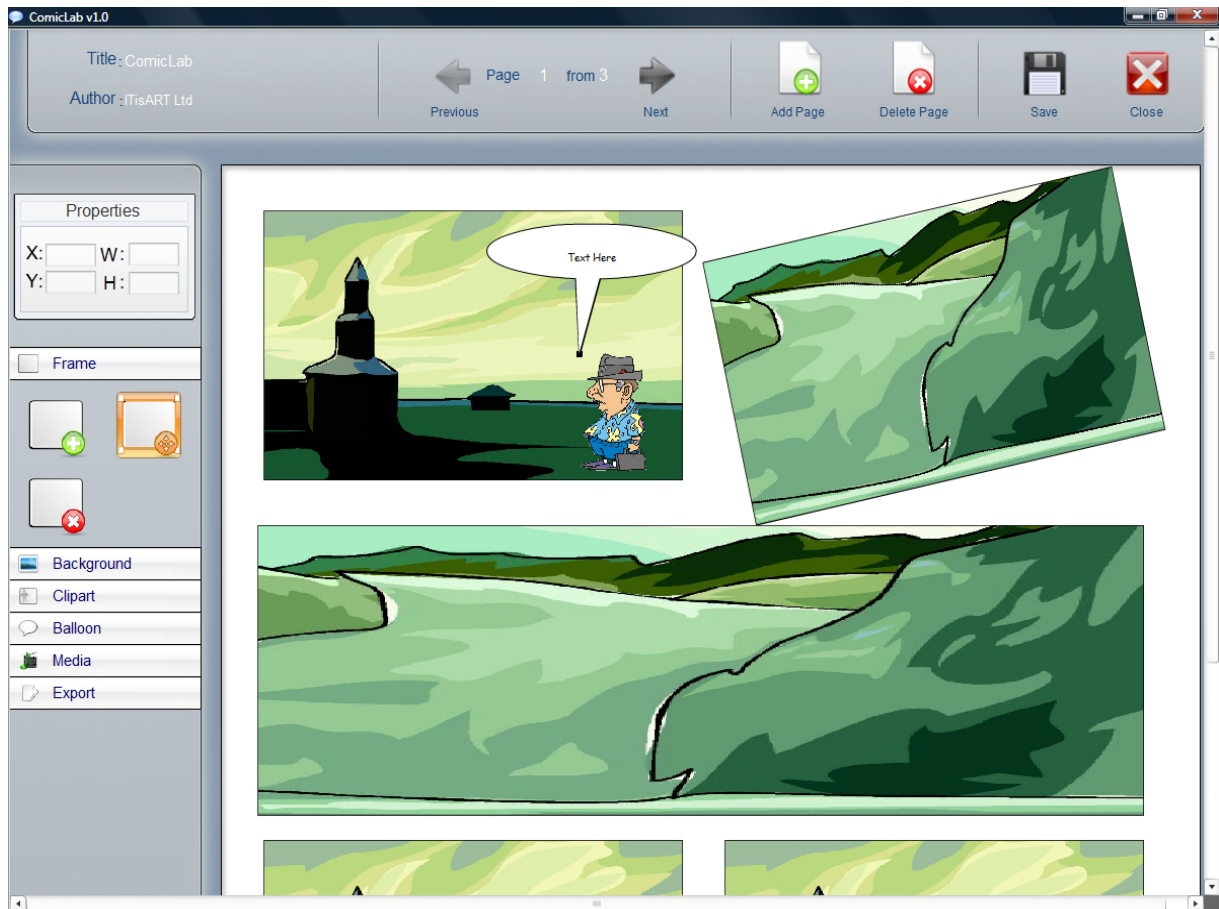 ComicLab v1.0
Title: ComicLab
Author: ITisART Ltd
Page 1 from 3
Previous
Next
Add Page
Delete Page
Save
Close
Properties
X: W:
Y: H:
Frame
Background
Clipart
Balloon
Media
Export
Text Here